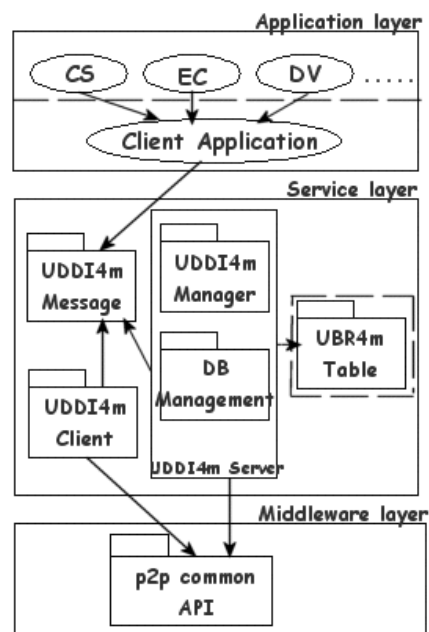 Application layer
CS
EC
DV
.....
Client Application
Service layer
UDDI4m
Message
UDDI4m
Manager
UBR4m
Table
DB
Management
UDDI4m
Client
UDDI4m Server
Middleware layer
p2p common
API